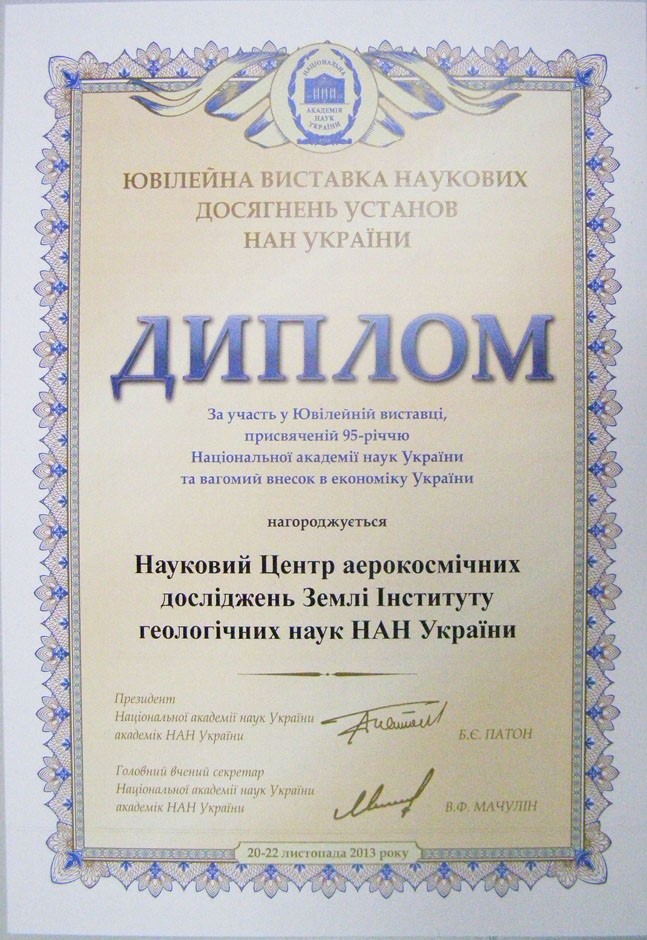 НАЦІОНАЛЬНА
АКАДЕМІЯ
НАУК
УКРАЇНИ
ЮВІЛЕЙНА ВИСТАВКА НАУКОВИХ
ДОСЯГНЕНЬ УСТАНОВ
НАН УКРАЇНИ
ДИПЛОМ
За участь у Ювілейній виставці,
присвяченій 95-річчю
Національної академії наук України
та вагомий внесок в економіку України
нагороджується
Науковий Центр аерокосмічних
досліджень Землі Інституту
геологічних наук НАН України
Президент
Національної академії наук України
академік НАН України
Б.Є. ПАТОН
Головний вчений секретар
Національної академії наук України
академік НАН України
В.Ф. МАЧУЛІН
20-22 листопада 2013 року